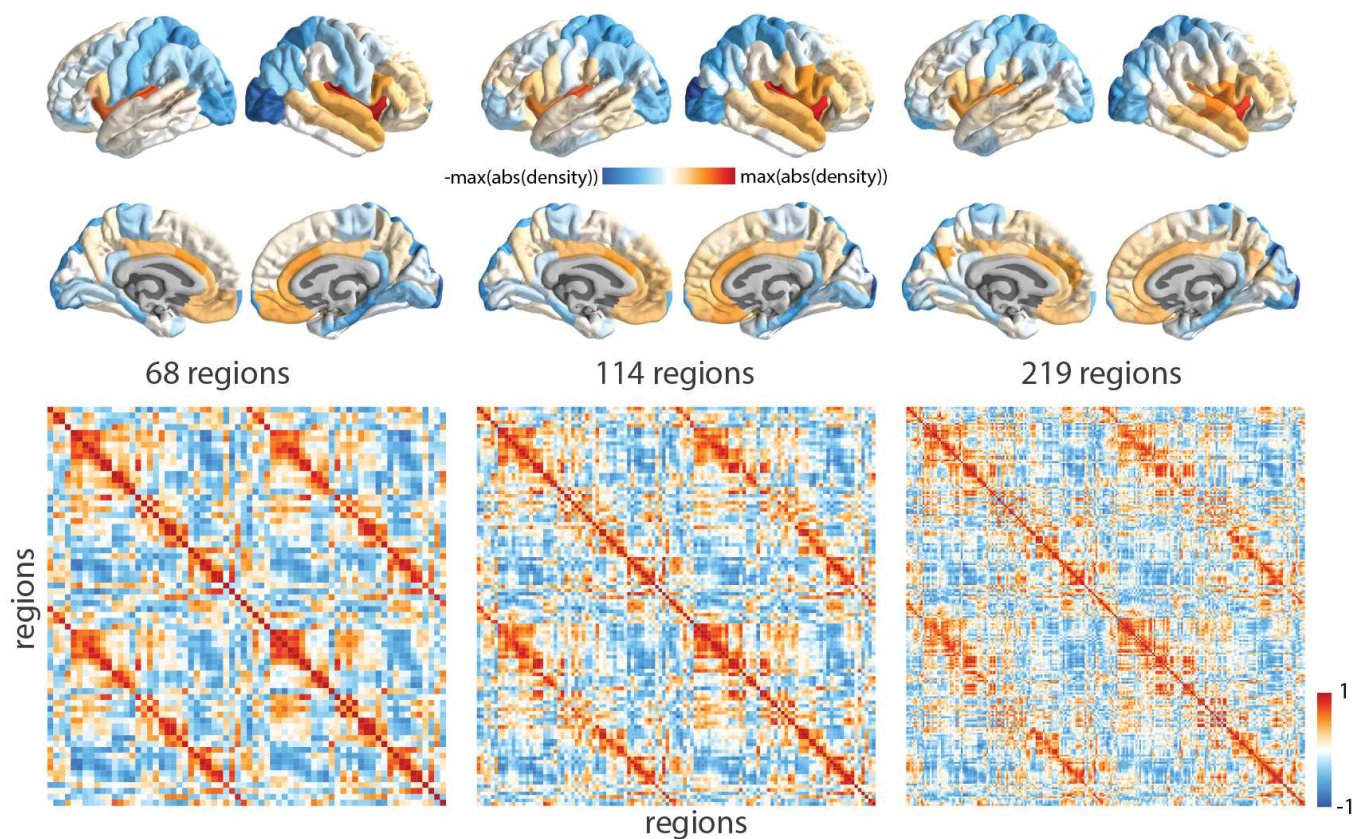 -max(abs(density)) max(abs(density))
68 regions
114 regions
219 regions
regions
1
-1
regions